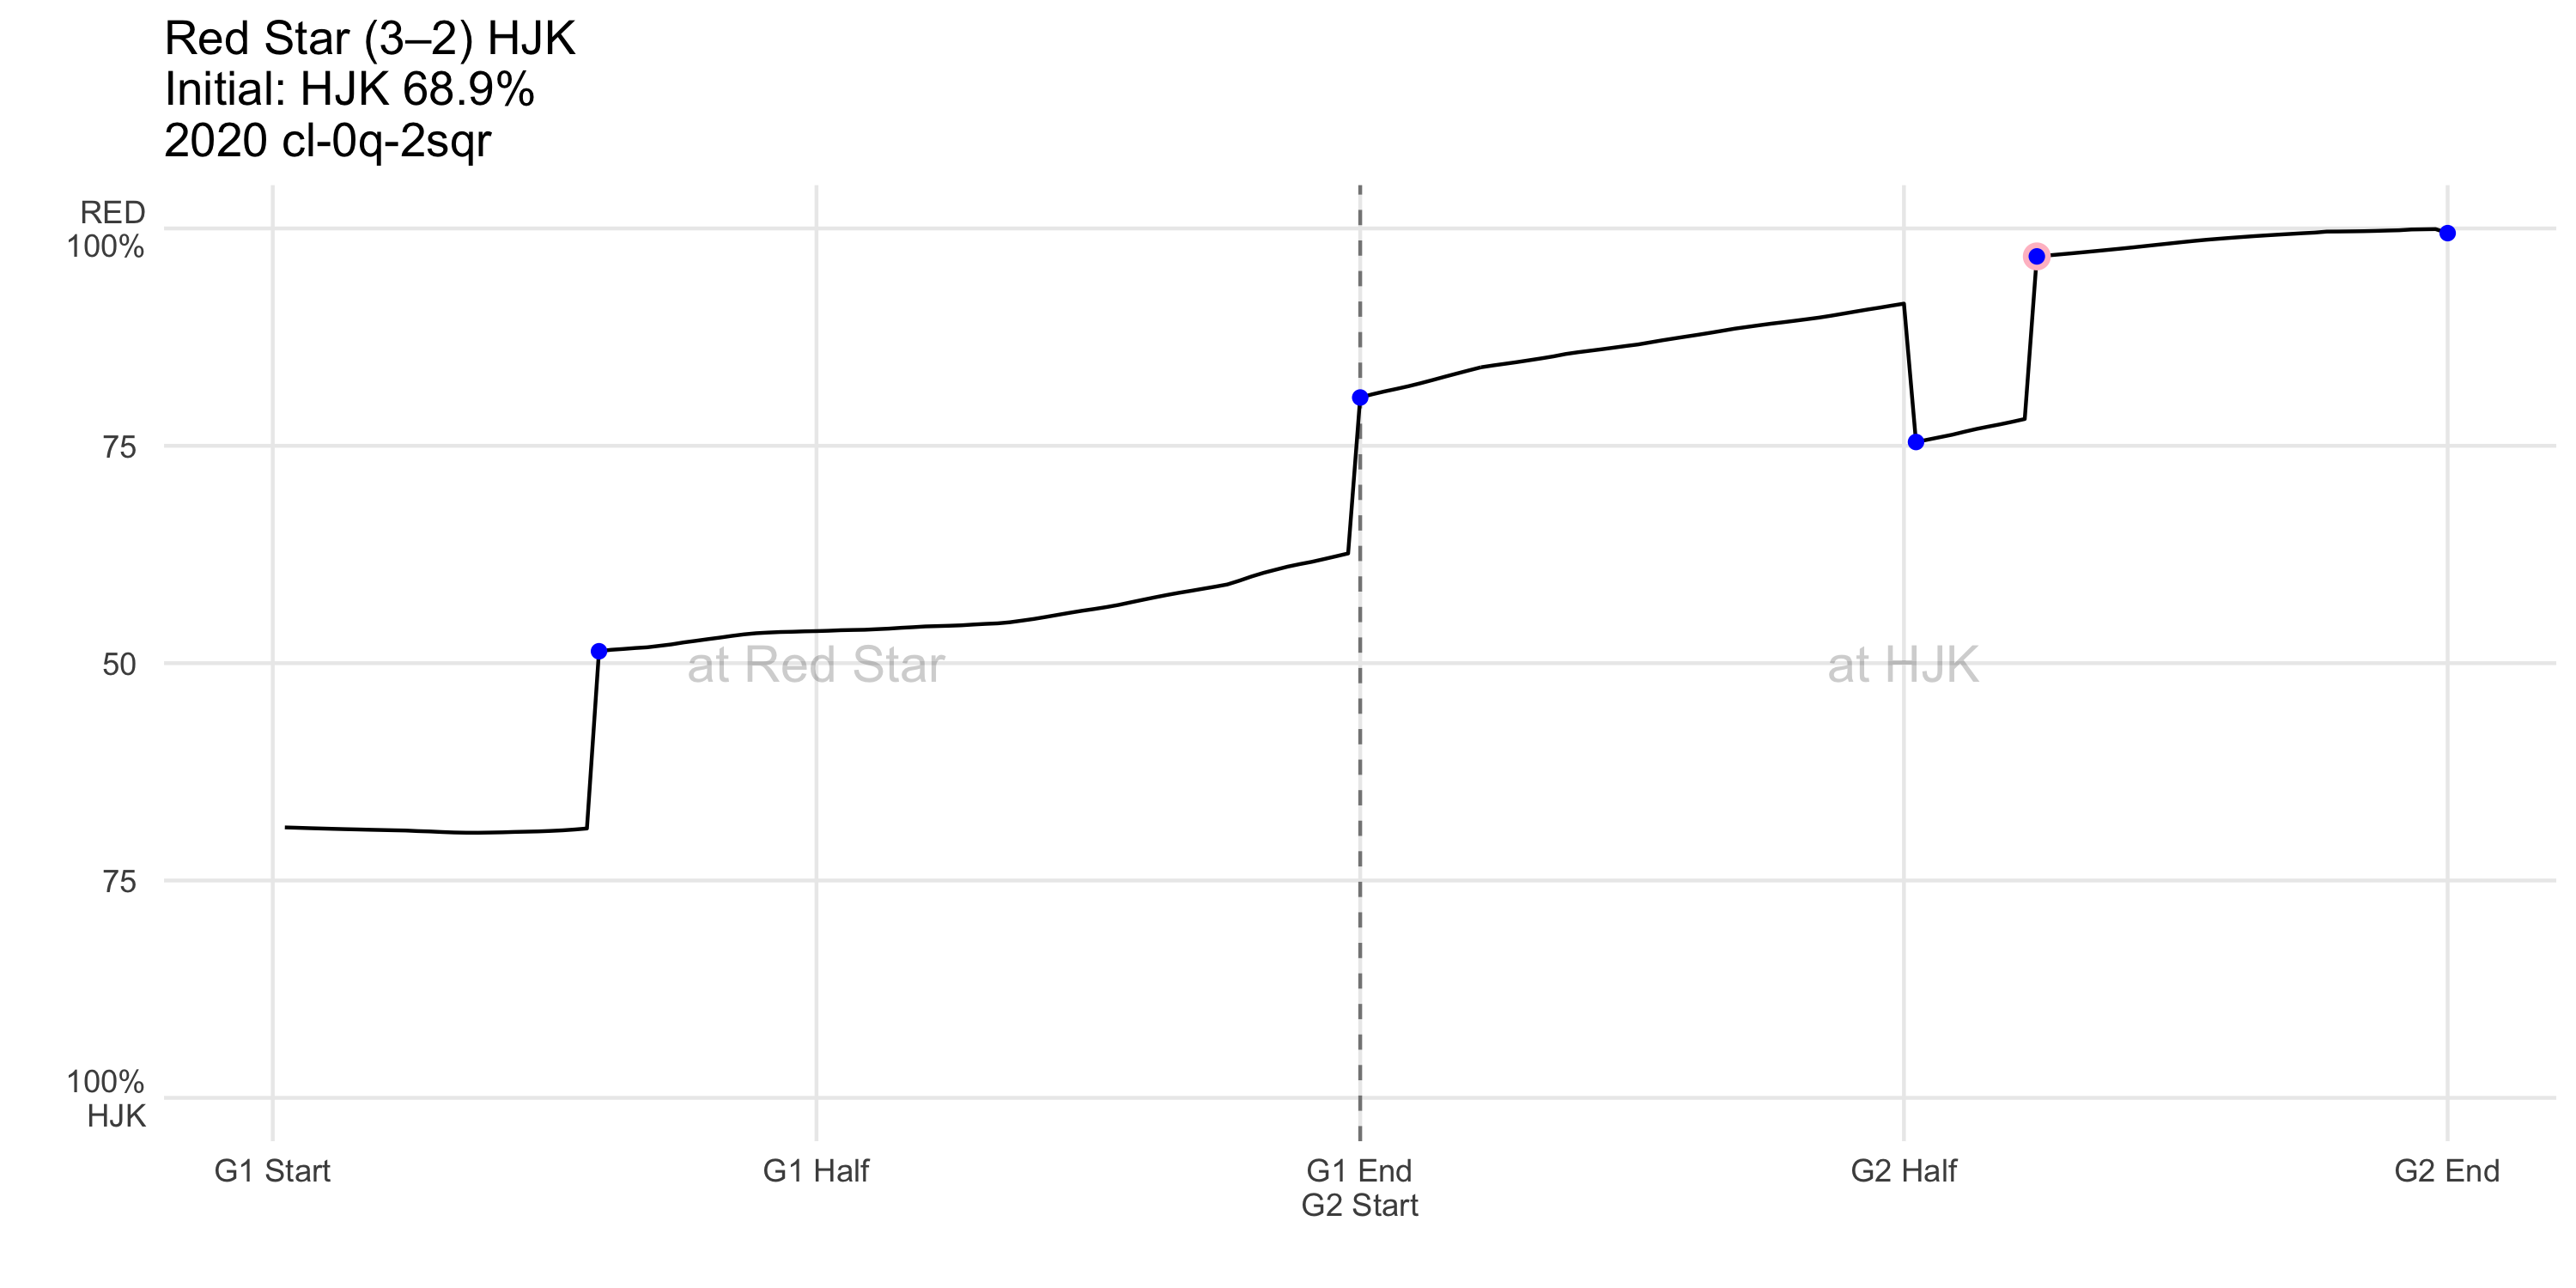 Red Star (3–2) HJK
Initial: HJK 68.9%
2020 cl-0q-2sqr
RED
100%
75
50
at Red Star
at HJK
75
100%
HJK
G1 Start
G1 Half
G1 End
G2 Start
G2 Half
G2 End